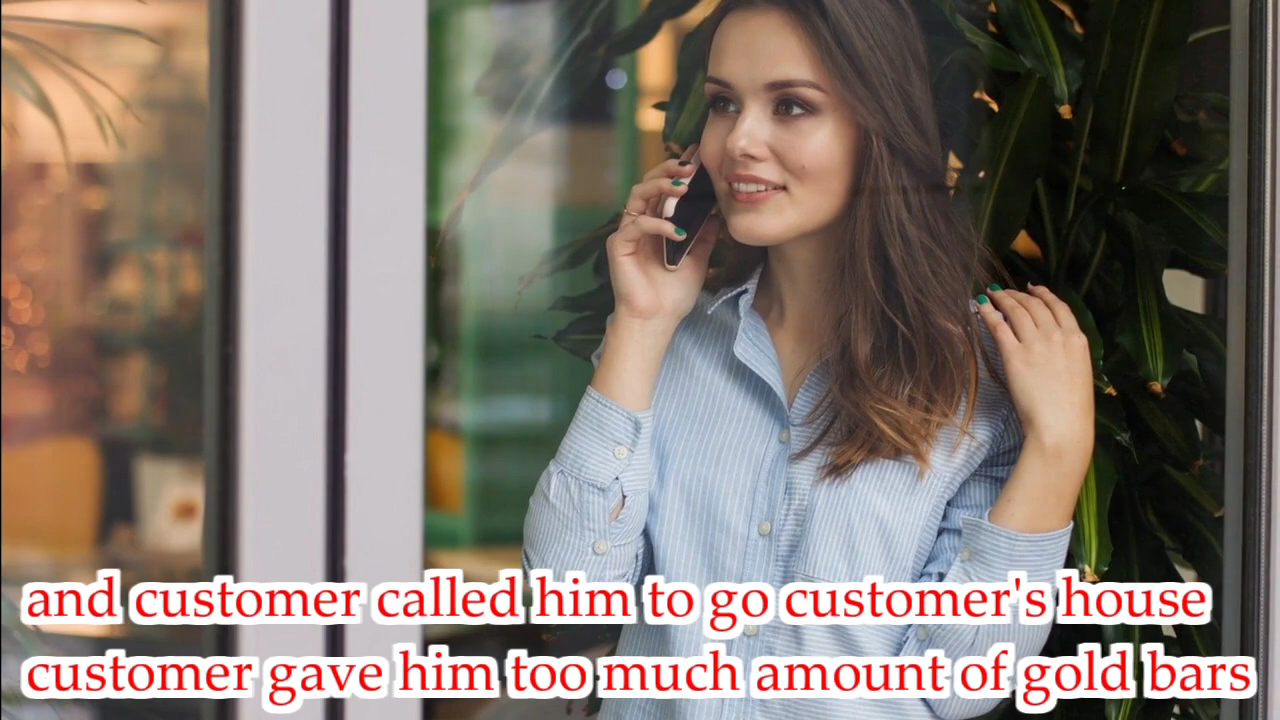 and customer called him to go customer's house
customer gave him too much amount of gold bars